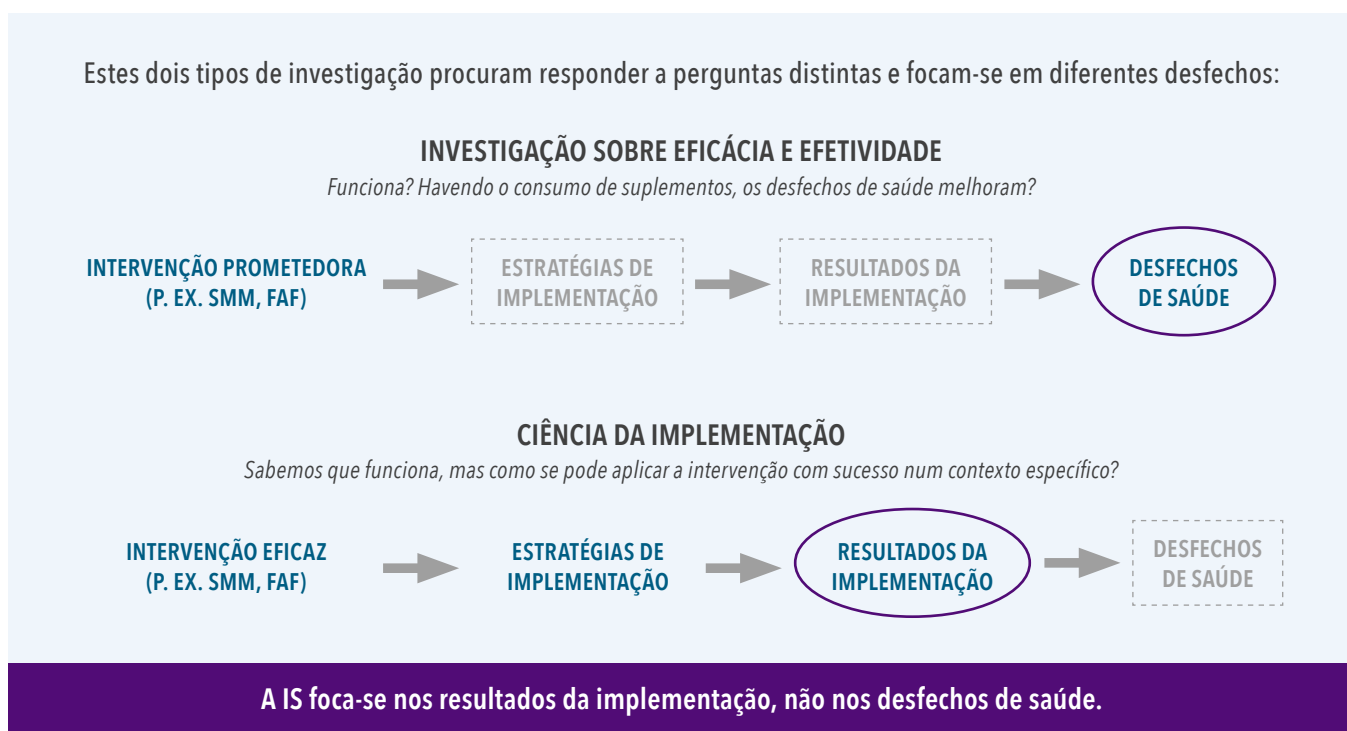 Estes dois tipos de investigação procuram responder a perguntas distintas e focam-se em diferentes desfechos:
INVESTIGAÇÃO SOBRE EFICÁCIA E EFETIVIDADE
Funciona? Havendo o consumo de suplementos, os desfechos de saúde melhoram?
INTERVENÇÃO PROMETEDORA
(P. EX. SMM, FAF)
ESTRATÉGIAS DE
IMPLEMENTAÇÃO
RESULTADOS DA
IMPLEMENTAÇÃO
DESFECHOS
DE SAÚDE
CIÊNCIA DA IMPLEMENTAÇÃO
Sabemos que funciona, mas como se pode aplicar a intervenção com sucesso num contexto específico?
INTERVENÇÃO EFICAZ
(P. EX. SMM, FAF)
ESTRATÉGIAS DE
IMPLEMENTAÇÃO
RESULTADOS DA
IMPLEMENTAÇÃO
DESFECHOS
DE SAÚDE
A IS foca-se nos resultados da implementação, não nos desfechos de saúde.